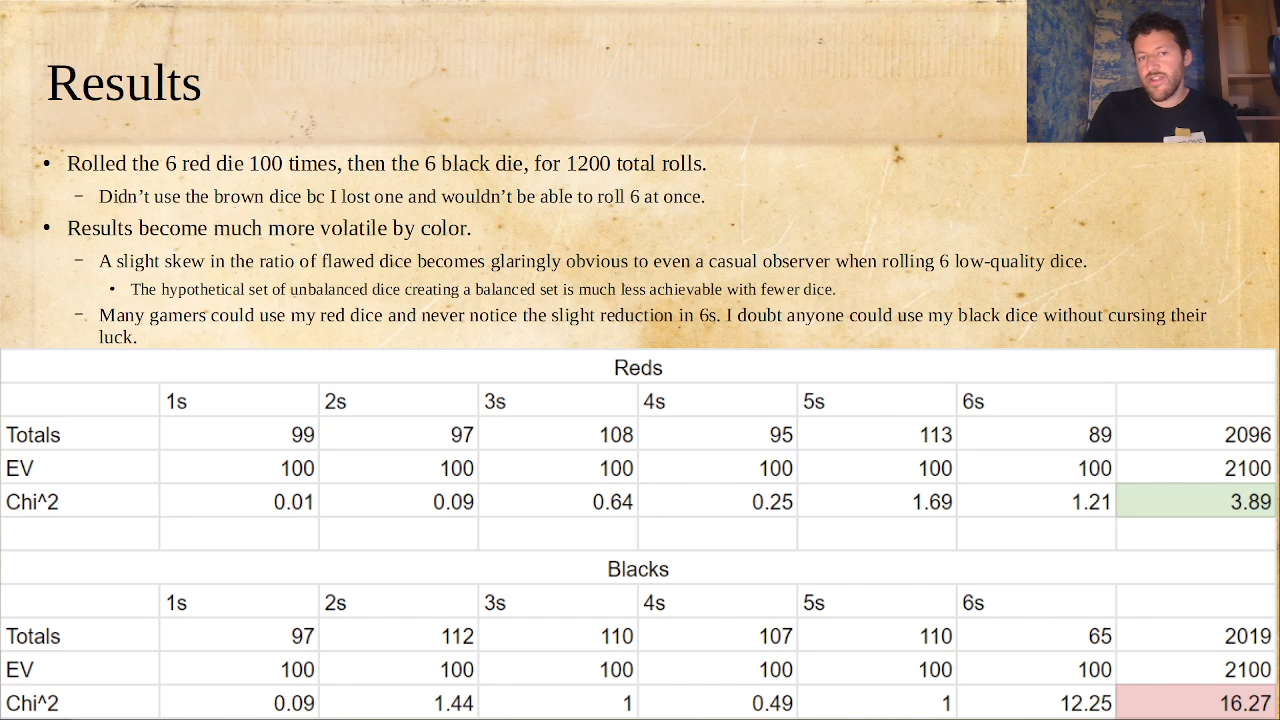 Results
• Rolled the 6 red die 100 times, then the 6 black die, for 1200 total rolls.
– Didn’t use the brown dice bc I lost one and wouldn’t be able to roll 6 at once.
• Results become much more volatile by color.
– A slight skew in the ratio of flawed dice becomes glaringly obvious to even a casual observer when rolling 6 low-quality dice.
• The hypothetical set of unbalanced dice creating a balanced set is much less achievable with fewer dice.
– Many gamers could use my red dice and never notice the slight reduction in 6s. I doubt anyone could use my black dice without cursing their
luck.
Reds
1s 2s 3s 4s 5s 6s
Totals 99 97 108 95 113 89 2096
EV 100 100 100 100 100 100 2100
Chi^2 0.01 0.09 0.64 0.25 1.69 1.21 3.89
Blacks
1s 2s 3s 4s 5s 6s
Totals 97 112 110 107 110 65 2019
EV 100 100 100 100 100 100 2100
Chi^2 0.09 1.44 1 0.49 1 12.25 16.27